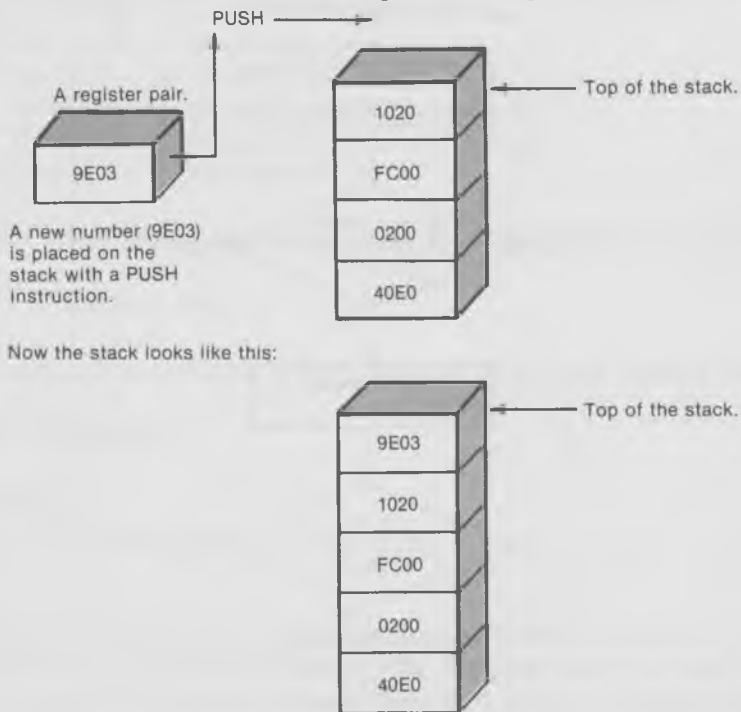 PUSH
A register pair.
9E03
A new number (9E03)
is placed on the
stack with a PUSH
instruction.
Top of the stack.
1020
FC00
0200
40E0
Now the stack looks like this:
Top of the stack.
9E03
1020
FC00
0200
40E0